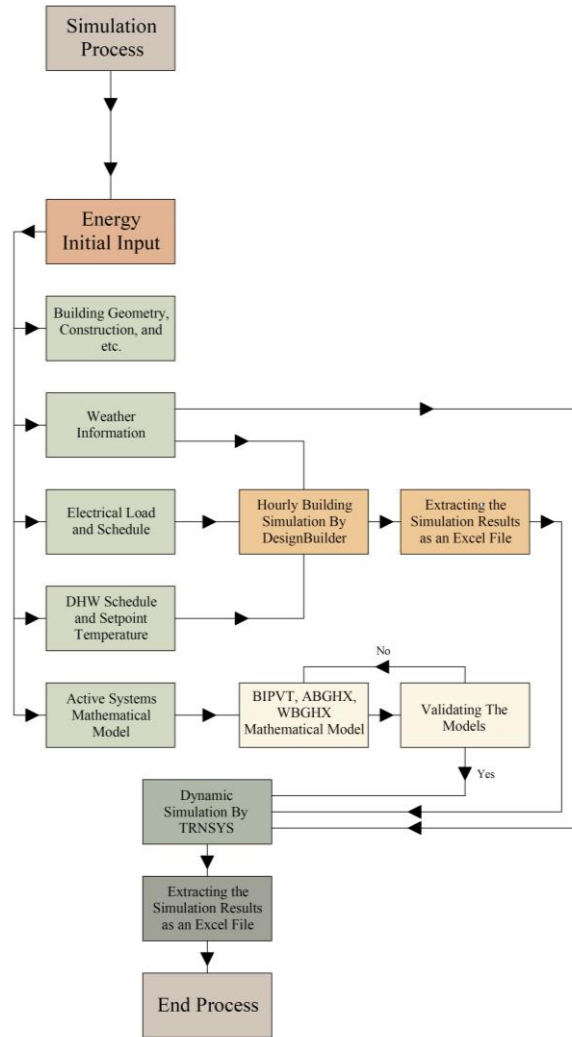 Simulation
Process
Energy
Initial Input
Building Geometry,
Construction, and
etc.
Weather
Information
Electrical Load
and Schedule
Hourly Building
Simulation By
DesignBuilder
Extracting the
Simulation Results
as an Excel File
DHW Schedule
and Setpoint
Temperature
No
Active Systems
Mathematical
Model
BIPVT, ABGHX,
WBGHX
Mathematical Model
Validating The
Models
Yes
Dynamic
Simulation By
TRNSYS
Extracting the
Simulation Results
as an Excel File
End Process